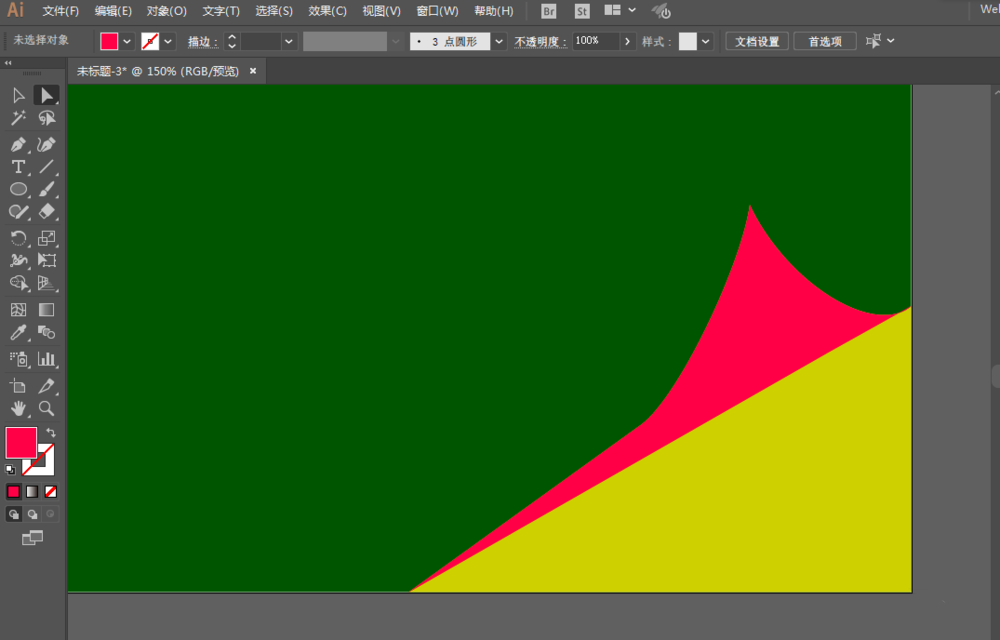 Ai 文件(F) 编辑(E) 对象(O) 文字(T) 选择(S) 效果(C) 视图(V) 窗口(W) 帮助(H) Br St
未选择对象 描边: 3 点圆形 不透明度: 100% 样式: 文档设置 首选项
未标题-3* @ 150% (RGB/预览) ×
T